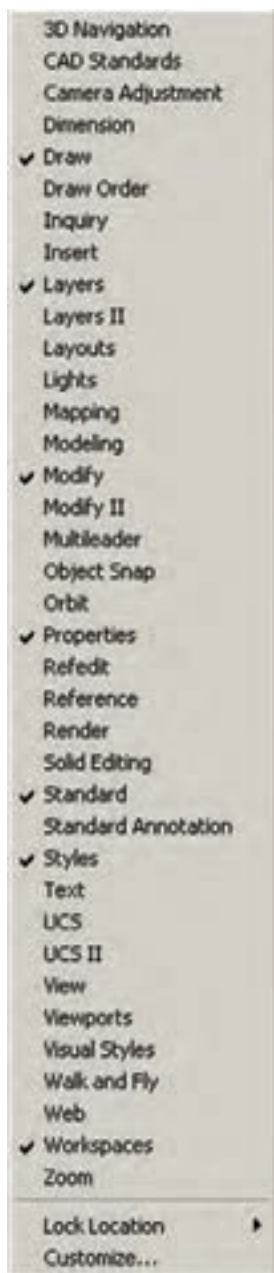 3D Navigation
CAD Standards
Camera Adjustment
Dimension
Draw
Draw Order
Inquiry
Insert
Layers
Layers II
Layouts
Lights
Mapping
Modeling
Modify
Modify II
Multileader
Object Snap
Orbit
Properties
Refedit
Reference
Render
Solid Editing
Standard
Standard Annotation
Styles
Text
UCS
UCS II
View
Viewports
Visual Styles
Walk and Fly
Web
Workspaces
Zoom
Lock Location
Customize...